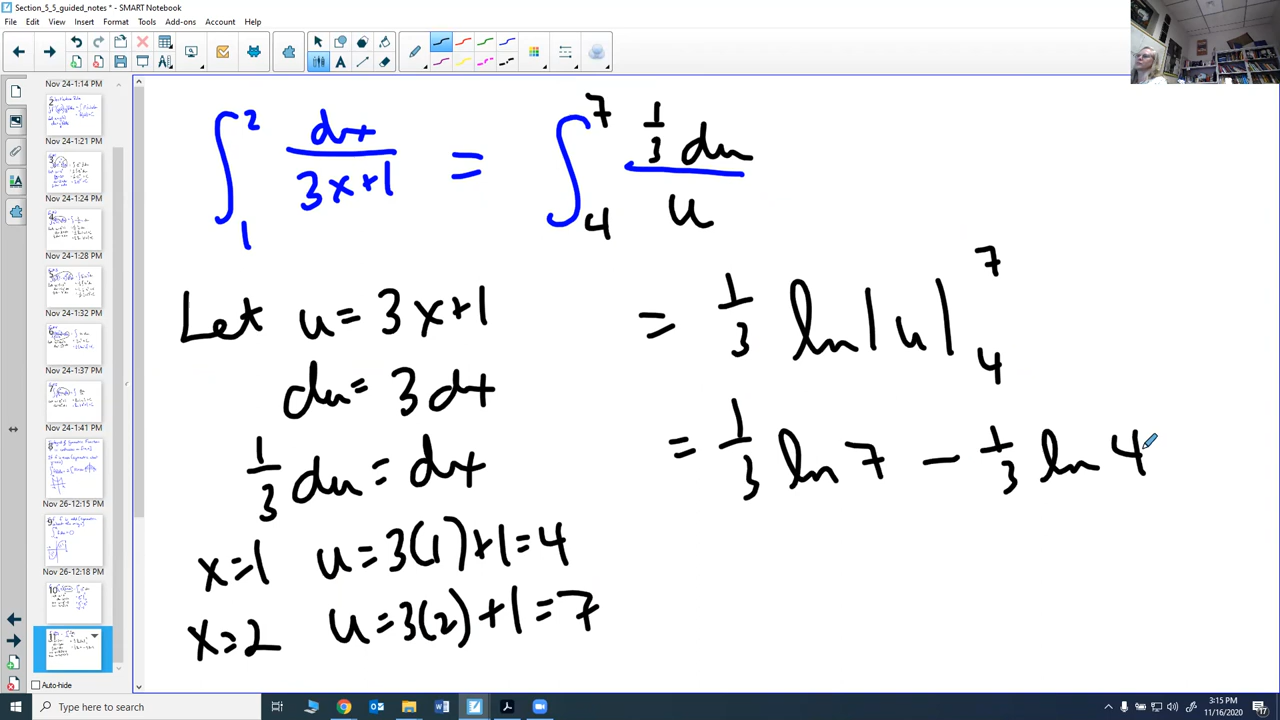 Section_5_5_guided_notes * - SMART Notebook
File Edit View Insert Format Tools Add-ons Account Help
Nov 24-1:14 PM
Nov 24-1:21 PM
Nov 24-1:24 PM
Nov 24-1:32 PM
Nov 24-1:37 PM
Nov 24-1:41 PM
Nov 26-12:15 PM
Nov 26-12:18 PM
Auto-hide
∫₁² dx/(3x+1) = ∫₄⁷ (1/3 du)/u
Let u = 3x+1
du = 3dx
1/3 du = dx
x=1 u=3(1)+1=4
x=2 u=3(2)+1=7
= 1/3 ln|u| ₄⁷
= 1/3 ln 7 - 1/3 ln 4
Type here to search
3:15 PM
11/16/2020
17